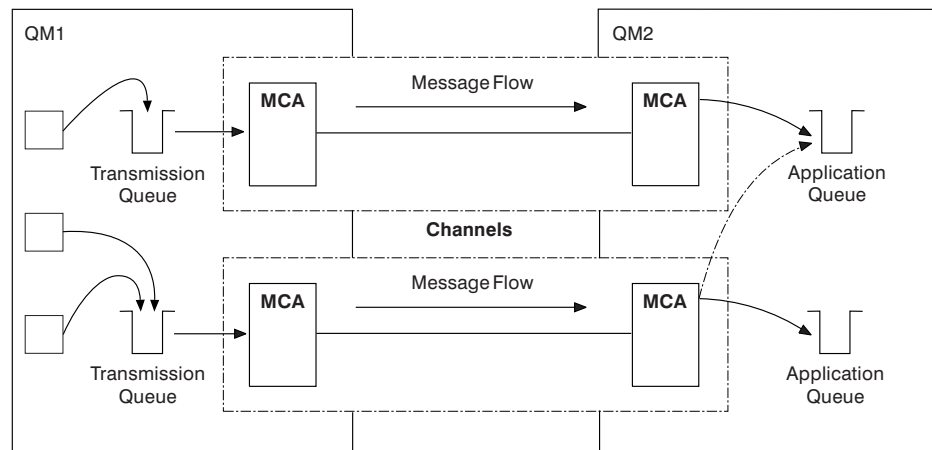 QM1
QM2
MCA
Message Flow
MCA
Transmission
Queue
Application
Queue
Channels
MCA
Message Flow
MCA
Transmission
Queue
Application
Queue